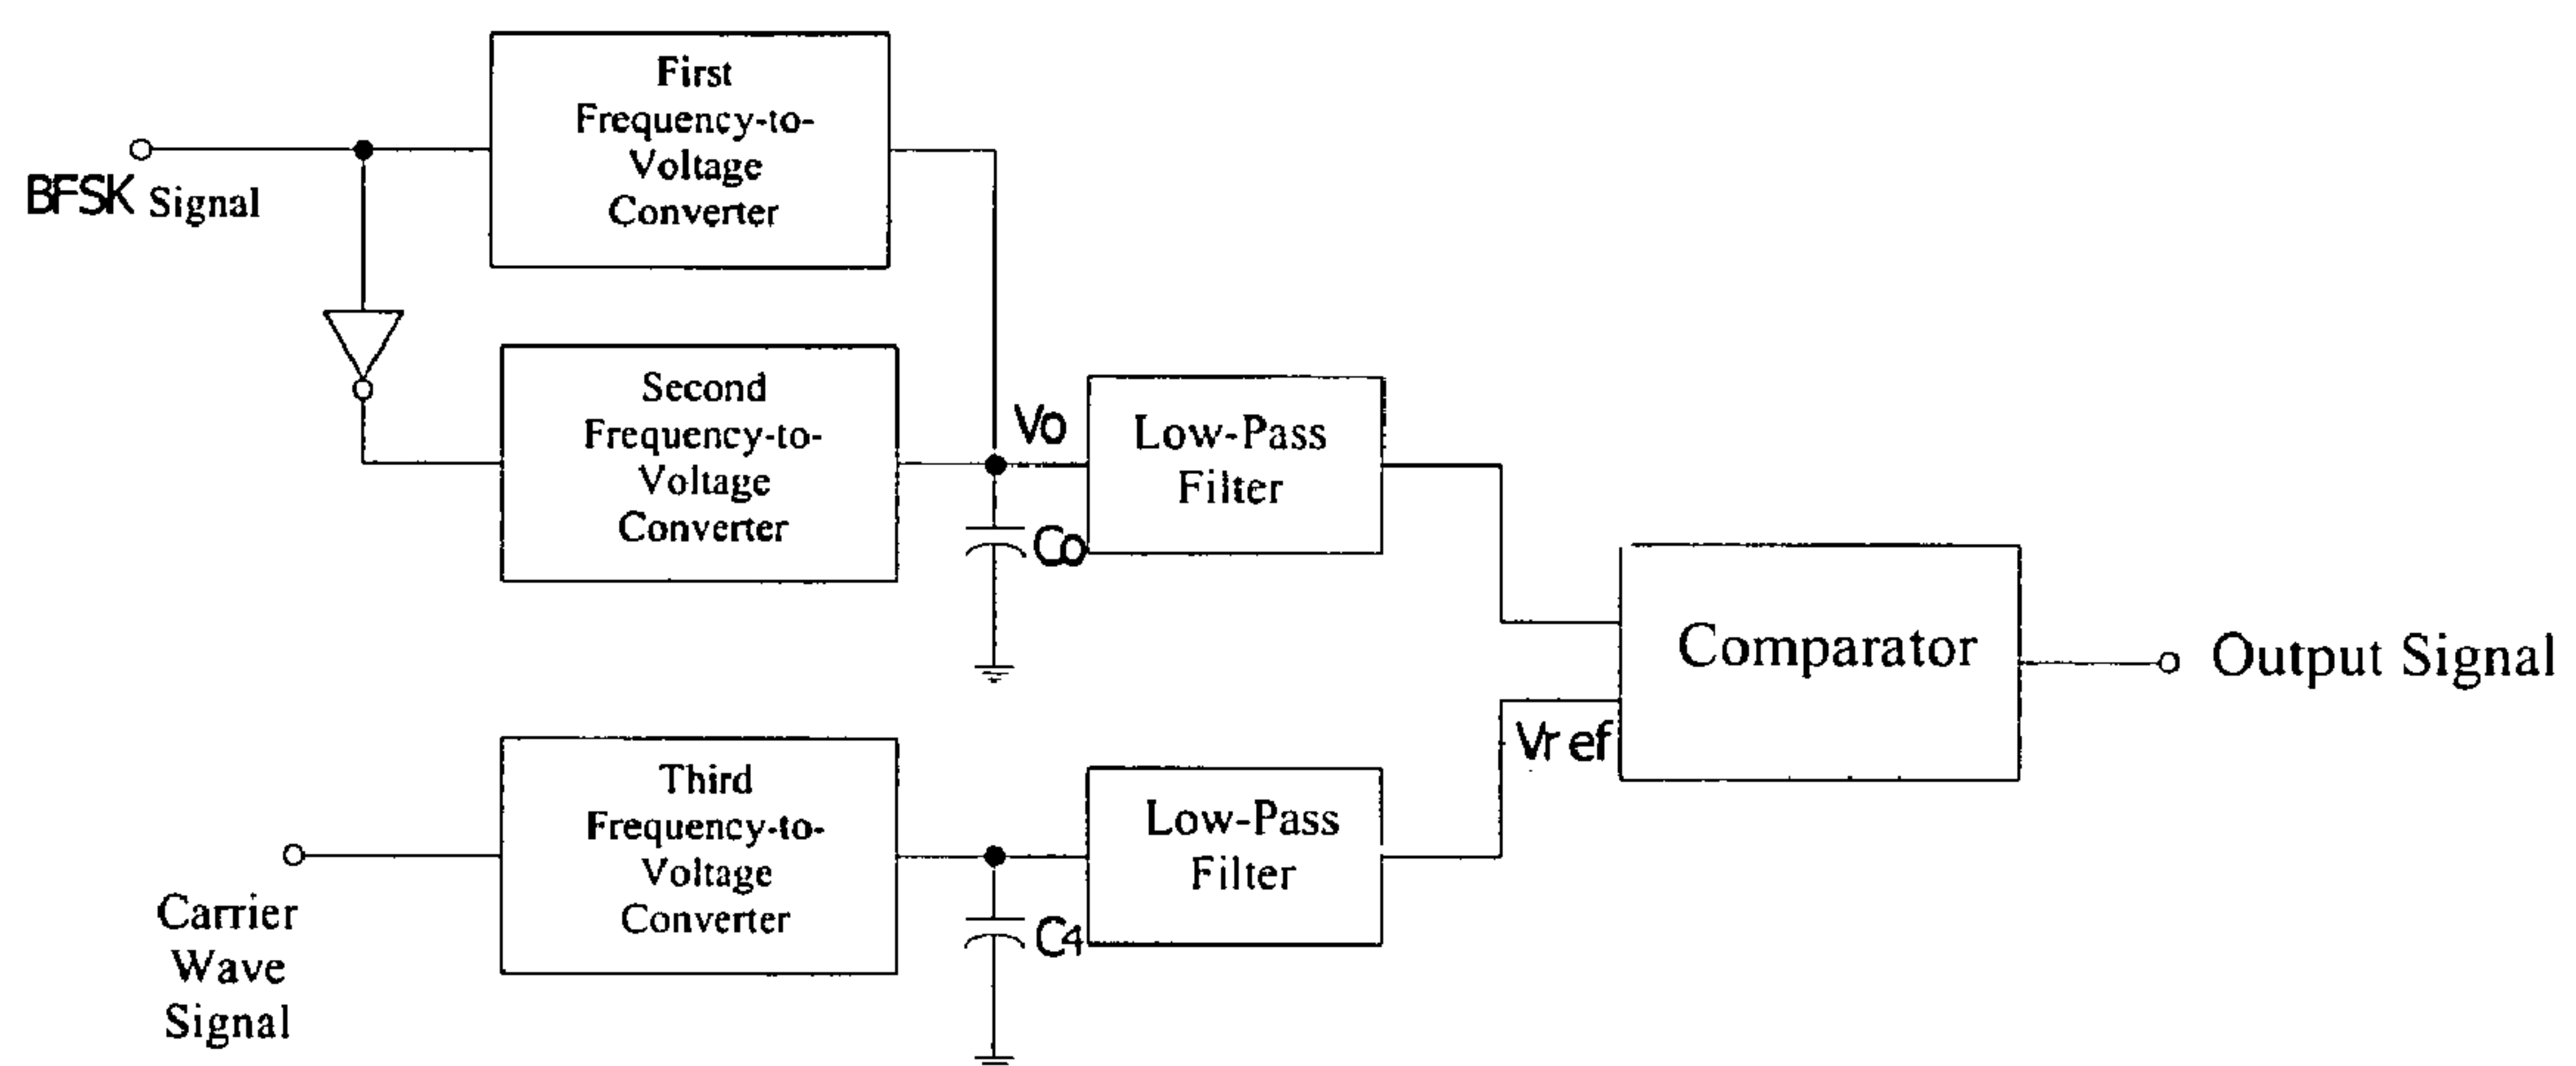 First
Frequency-to-
Voltage
Converter
BFSK Signal
Second
Frequency-to-
Voltage
Converter
Vo
Co
Low-Pass
Filter
Comparator
Output Signal
Third
Frequency-to-
Voltage
Converter
Carrier
Wave
Signal
C4
Low-Pass
Filter
Vref